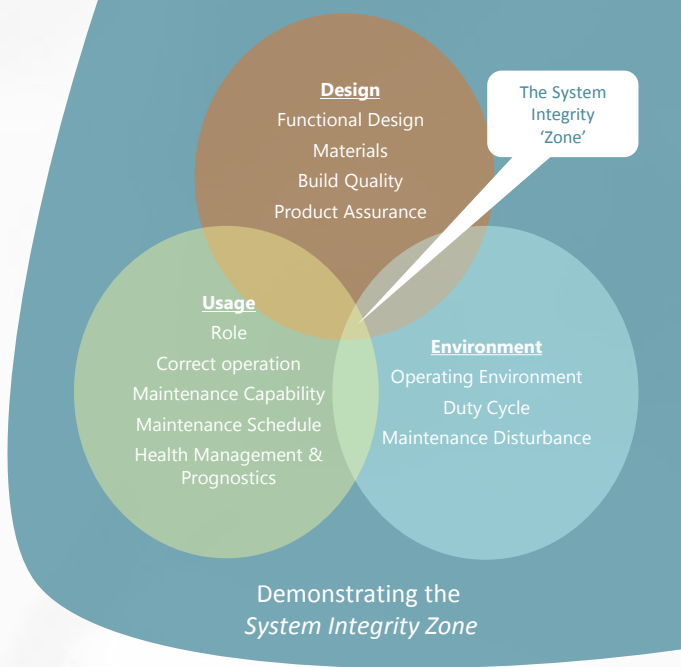 Design
Functional Design
Materials
Build Quality
Product Assurance
The System
Integrity
‘Zone’
Usage
Role
Correct operation
Maintenance Capability
Maintenance Schedule
Health Management &
Prognostics
Environment
Operating Environment
Duty Cycle
Maintenance Disturbance
Demonstrating the
System Integrity Zone